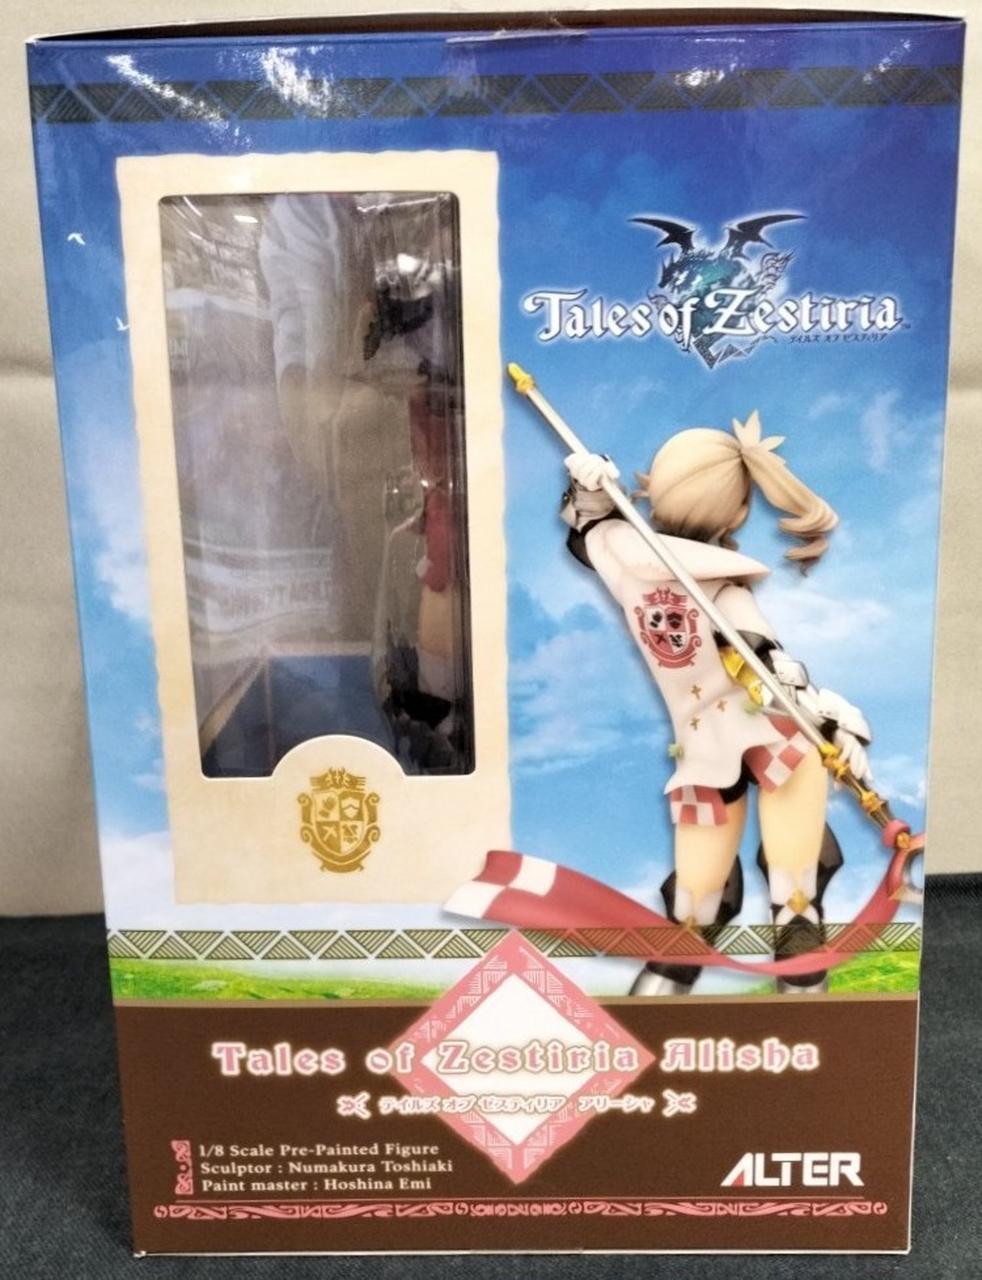 Tales of Zestiria
テイルズ オブ ゼスティリア
Tales of Zestiria Alisha
テイルズ オブ ゼスティリア アリーシャ
1/8 Scale Pre-Painted Figure
Sculptor : Numakura Toshiaki
Paint master : Hoshina Emi
ALTER